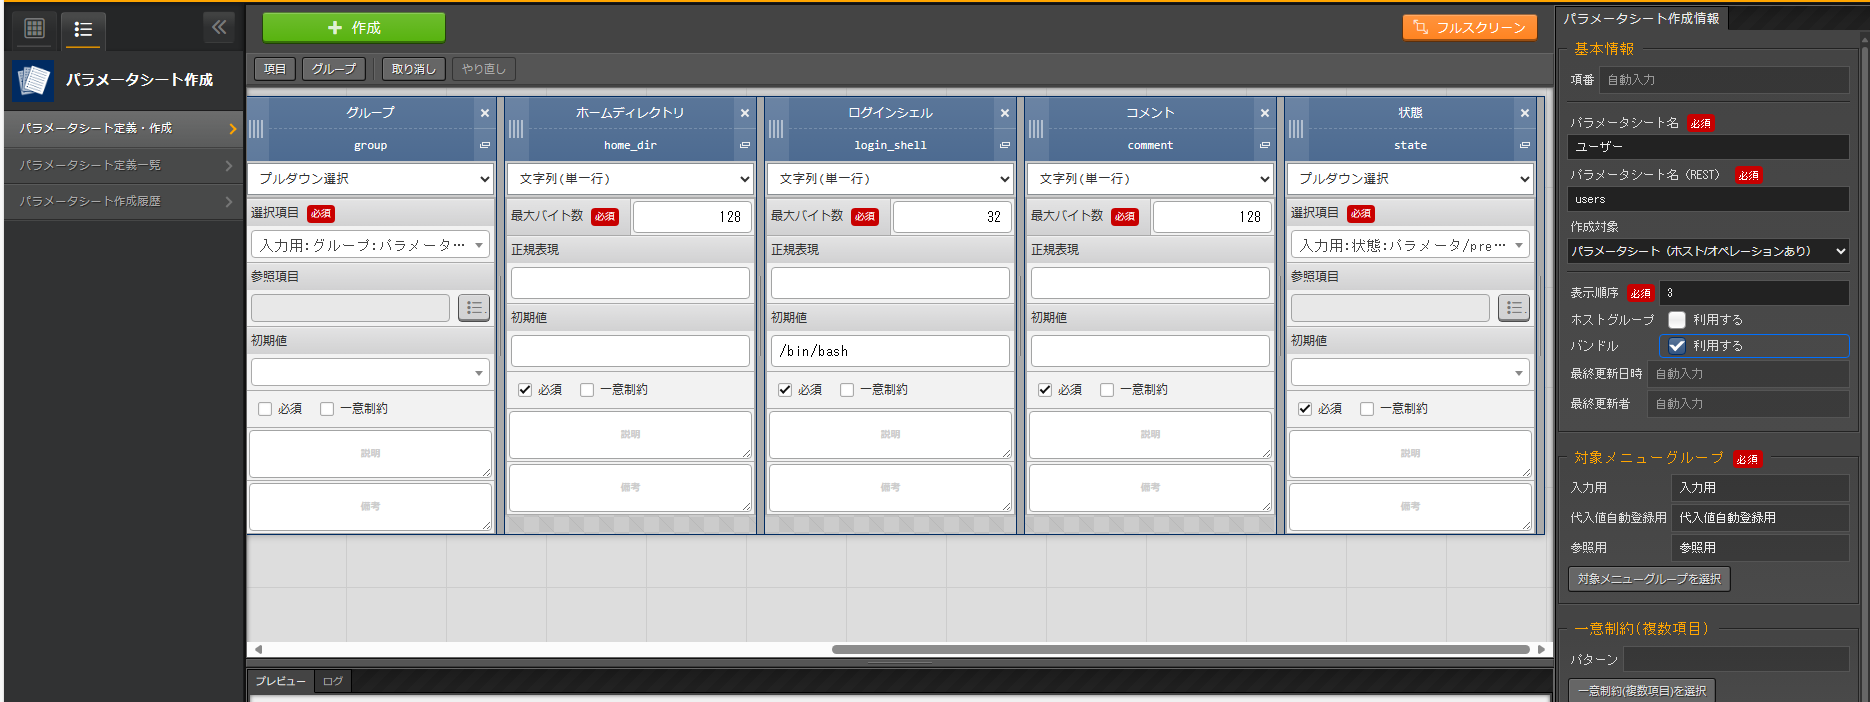 パラメータシート作成
パラメータシート定義・作成
パラメータシート定義一覧
パラメータシート作成履歴
作成
フルスクリーン
項目 グループ 取り消し やり直し
グループ
group
プルダウン選択
選択項目 必須
入力用:グループ:パラメータ…
参照項目
初期値
必須 一意制約
説明
備考
ホームディレクトリ
home_dir
文字列(単一行)
最大バイト数 必須 128
正規表現
初期値
必須 一意制約
説明
備考
ログインシェル
login_shell
文字列(単一行)
最大バイト数 必須 32
正規表現
初期値
/bin/bash
必須 一意制約
説明
備考
コメント
comment
文字列(単一行)
最大バイト数 必須 128
正規表現
初期値
必須 一意制約
説明
備考
状態
state
プルダウン選択
選択項目 必須
入力用:状態:パラメータ/pre…
参照項目
初期値
必須 一意制約
説明
備考
プレビュー ログ
パラメータシート作成情報
基本情報
項番 自動入力
パラメータシート名 必須
ユーザー
パラメータシート名（REST） 必須
users
作成対象
パラメータシート（ホスト/オペレーションあり）
表示順序 必須 3
ホストグループ 利用する
バンドル 利用する
最終更新日時 自動入力
最終更新者 自動入力
対象メニューグループ 必須
入力用 入力用
代入値自動登録用 代入値自動登録用
参照用 参照用
対象メニューグループを選択
一意制約(複数項目)
パターン
一意制約(複数項目)を選択